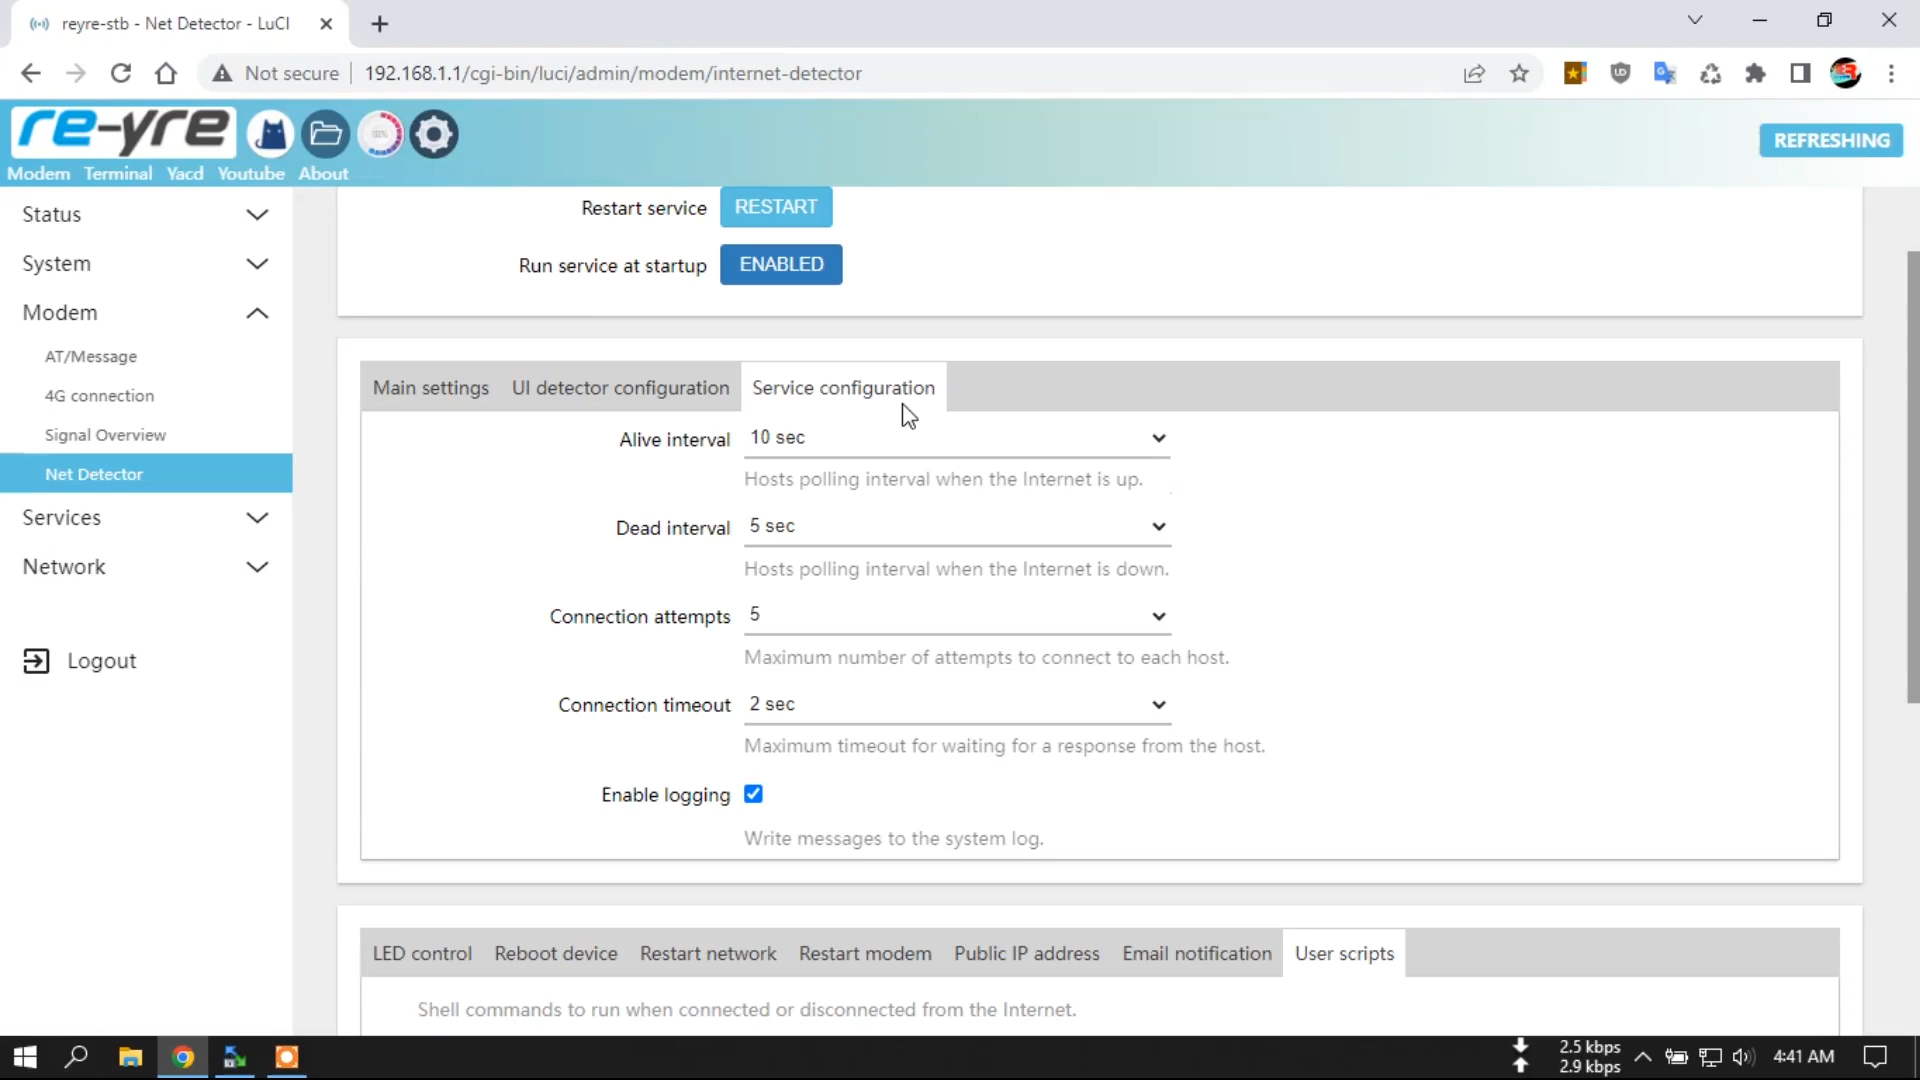 reyre-stb - Net Detector - LuCI
Not secure
192.168.1.1/cgi-bin/luci/admin/modem/internet-detector
re-yre
100%
REFRESHING
Modem Terminal Yacd Youtube About
Status
System
Modem
AT/Message
4G connection
Signal Overview
Net Detector
Services
Network
Logout
Restart service RESTART
Run service at startup ENABLED
Main settings UI detector configuration Service configuration
Alive interval 10 sec
Hosts polling interval when the Internet is up.
Dead interval 5 sec
Hosts polling interval when the Internet is down.
Connection attempts 5
Maximum number of attempts to connect to each host.
Connection timeout 2 sec
Maximum timeout for waiting for a response from the host.
Enable logging
Write messages to the system log.
LED control Reboot device Restart network Restart modem Public IP address Email notification User scripts
Shell commands to run when connected or disconnected from the Internet.
2.5 kbps
2.9 kbps
4:41 AM